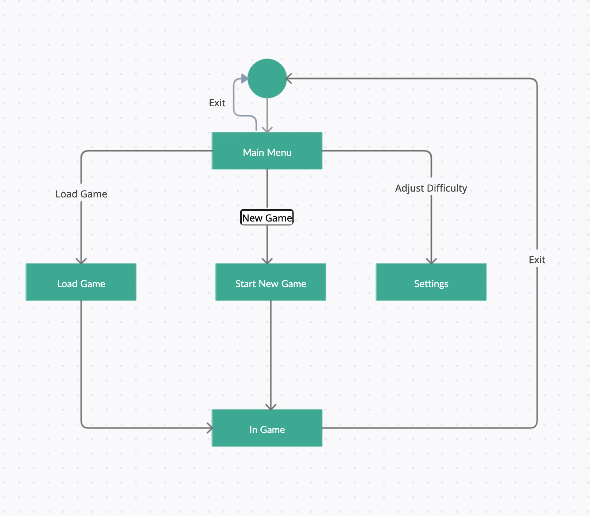 Exit
Main Menu
Load Game
Adjust Difficulty
New Game
Exit
Load Game
Start New Game
Settings
In Game